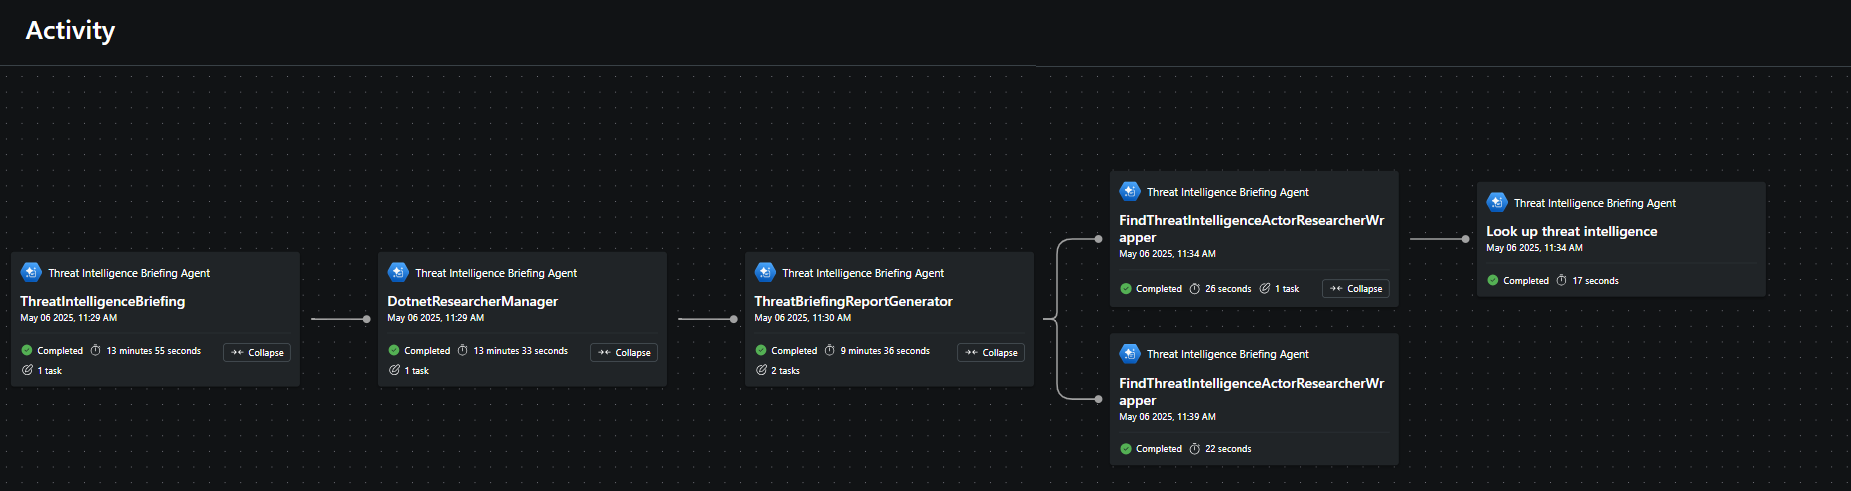 Activity
Threat Intelligence Briefing Agent
ThreatIntelligenceBriefing
May 06 2025, 11:29 AM
Completed 13 minutes 55 seconds Collapse
1 task
Threat Intelligence Briefing Agent
DotnetResearcherManager
May 06 2025, 11:29 AM
Completed 13 minutes 33 seconds Collapse
1 task
Threat Intelligence Briefing Agent
ThreatBriefingReportGenerator
May 06 2025, 11:30 AM
Completed 9 minutes 36 seconds Collapse
2 tasks
Threat Intelligence Briefing Agent
FindThreatIntelligenceActorResearcherWr
apper
May 06 2025, 11:34 AM
Completed 26 seconds 1 task Collapse
Threat Intelligence Briefing Agent
Look up threat intelligence
May 06 2025, 11:34 AM
Completed 17 seconds
Threat Intelligence Briefing Agent
FindThreatIntelligenceActorResearcherWr
apper
May 06 2025, 11:39 AM
Completed 22 seconds